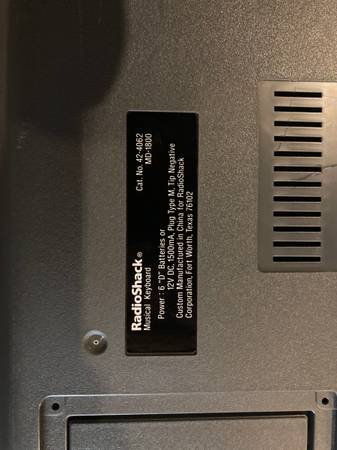 RadioShack®
Musical Keyboard
Cat. No. 42-4062
MD-1800
Power: 6 "D" Batteries or
12V DC, 1500mA, Plug Type M, Tip Negative
Custom Manufactured in China for RadioShack
Corporation, Fort Worth, Texas 76102